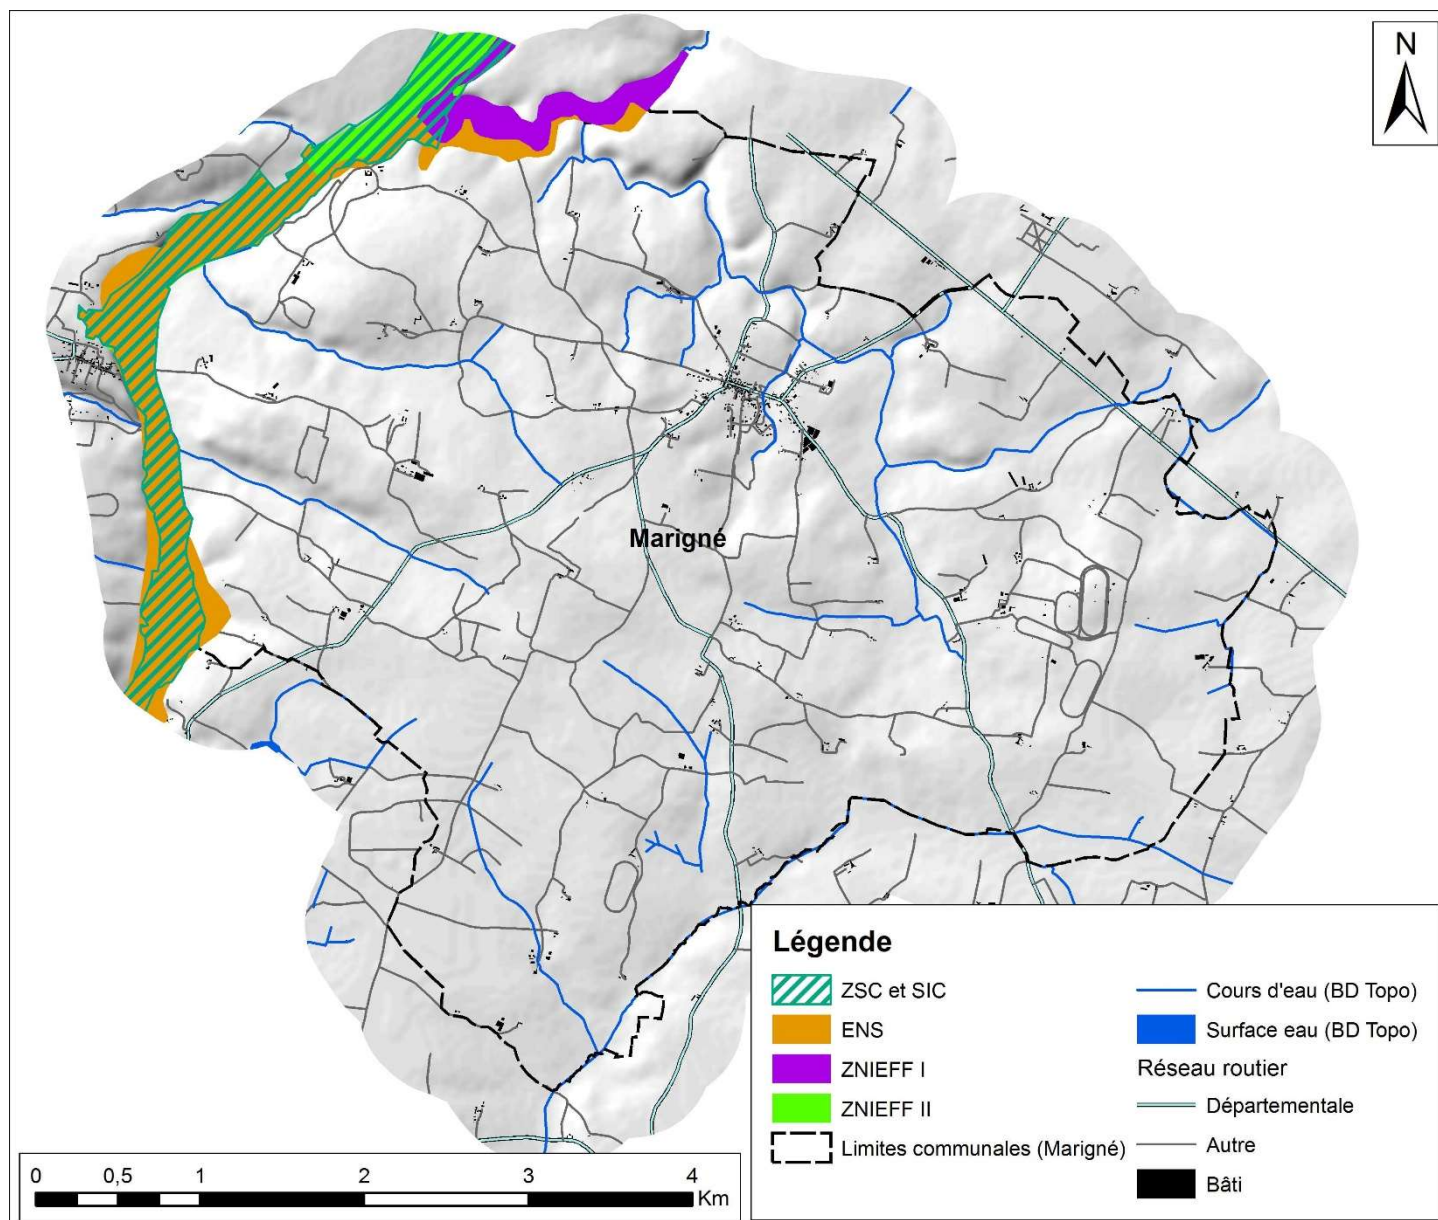 N
Marigné
Légende
ZSC et SIC
ENS
ZNIEFF I
ZNIEFF II
Limites communales (Marigné)
Cours d'eau (BD Topo)
Surface eau (BD Topo)
Réseau routier
Départementale
Autre
Bâti
0 0,5 1 2 3 4
Km